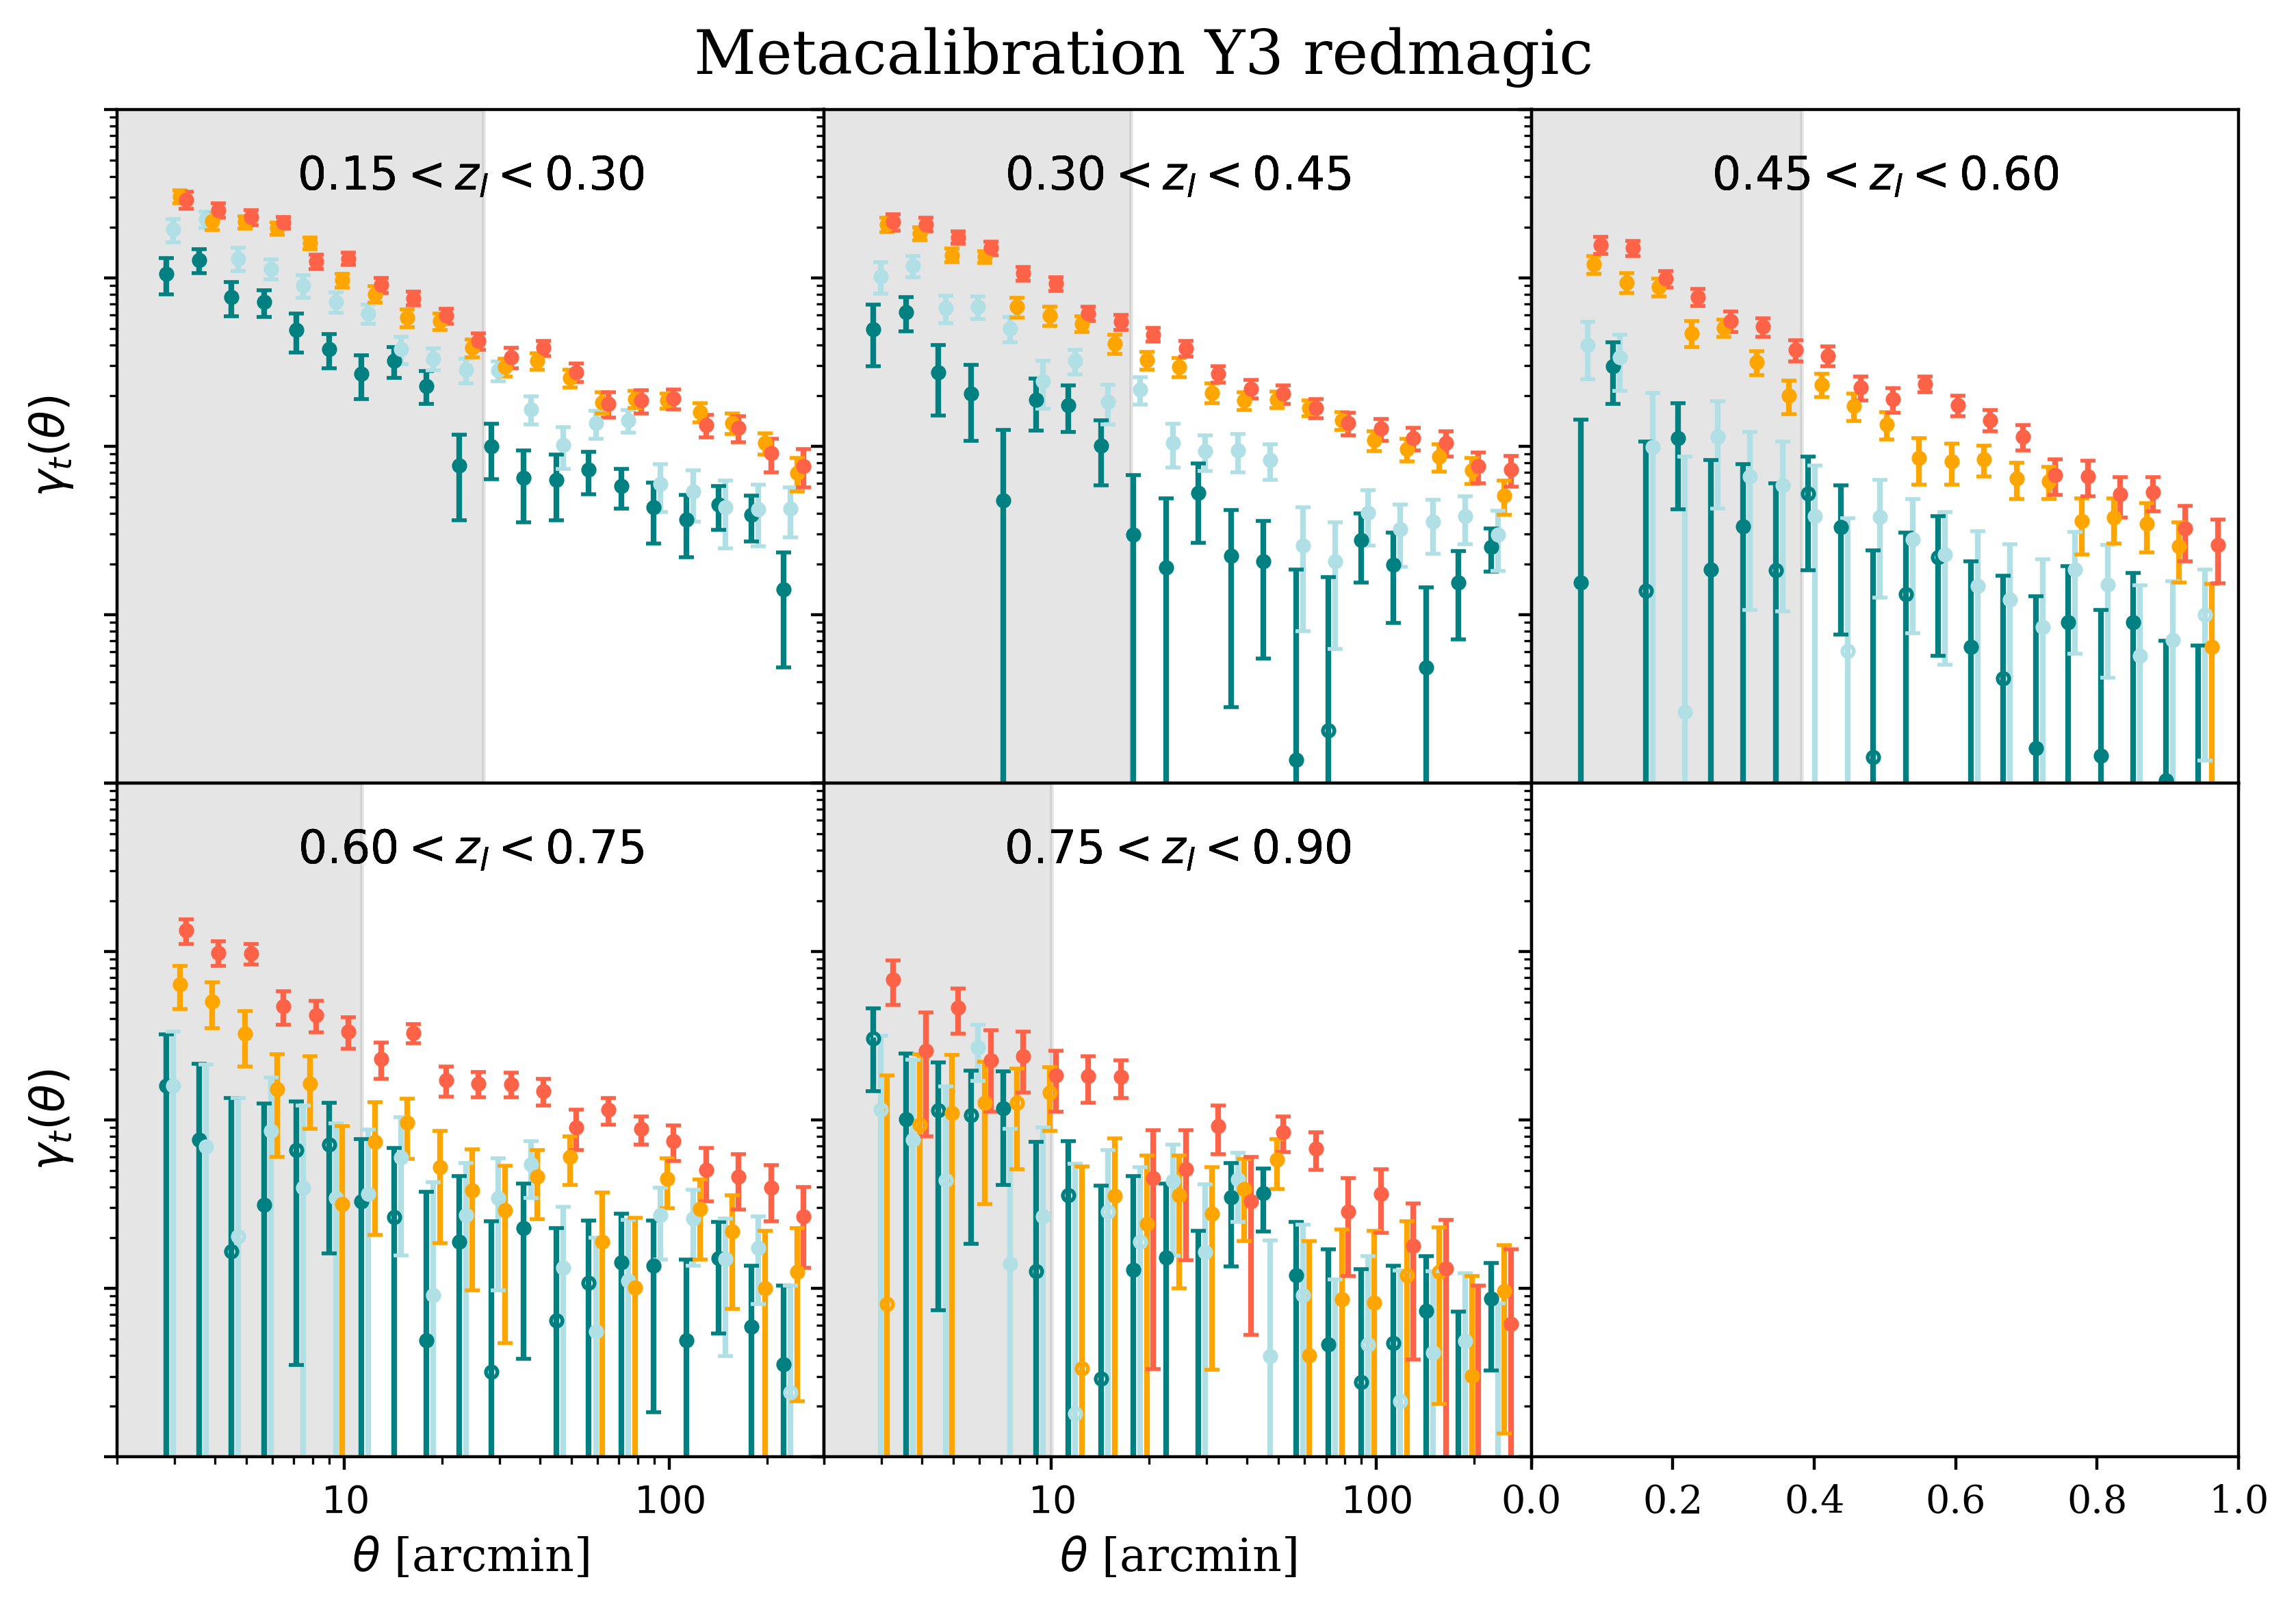 Metacalibration Y3 redmagic
0.15 < z_l < 0.30
0.30 < z_l < 0.45
0.45 < z_l < 0.60
γ_t(θ)
0.60 < z_l < 0.75
0.75 < z_l < 0.90
γ_t(θ)
10 100 10 100 0.0 0.2 0.4 0.6 0.8 1.0
θ [arcmin] θ [arcmin]